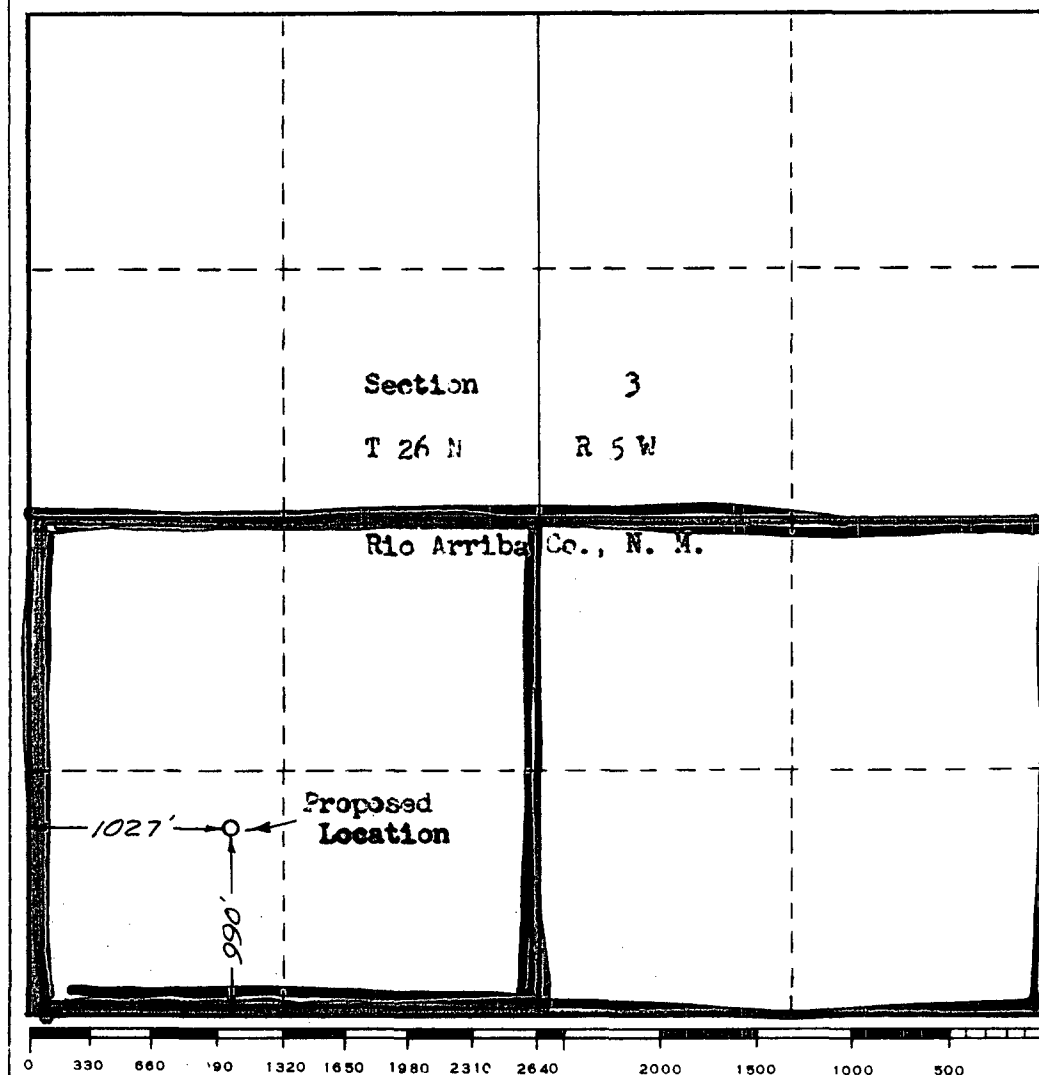 Section 3
T 26 N R 5 W
Rio Arriba Co., N. M.
Proposed
Location
1027'
990'
0 330 660 '90 1320 1650 1980 2310 2640 2000 1500 1000 500